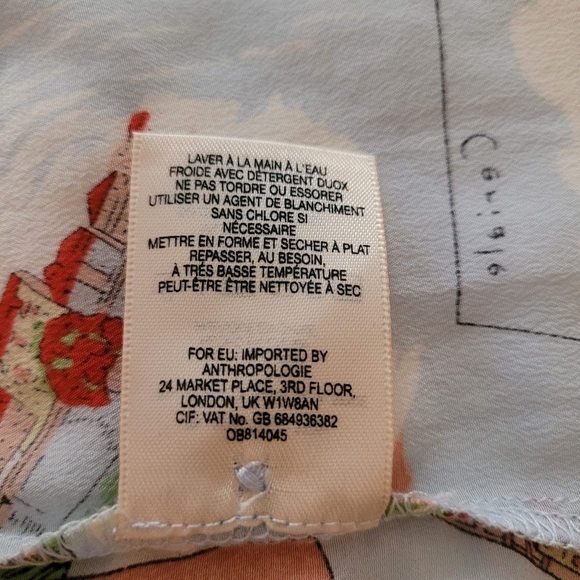 LAVER À LA MAIN À L'EAU
FROIDE AVEC DÉTERGENT DUOX
NE PAS TORDRE OU ESSORER
UTILISER UN AGENT DE BLANCHIMENT
SANS CHLORE SI
NÉCESSAIRE
METTRE EN FORME ET SECHER À PLAT
REPASSER, AU BESOIN,
À TRÉS BASSE TEMPÉRATURE
PEUT-ÊTRE ÊTRE NETTOYÉE À SEC
FOR EU: IMPORTED BY
ANTHROPOLOGIE
24 MARKET PLACE, 3RD FLOOR,
LONDON, UK W1W8AN
CIF: VAT No. GB 684936382
OB814045